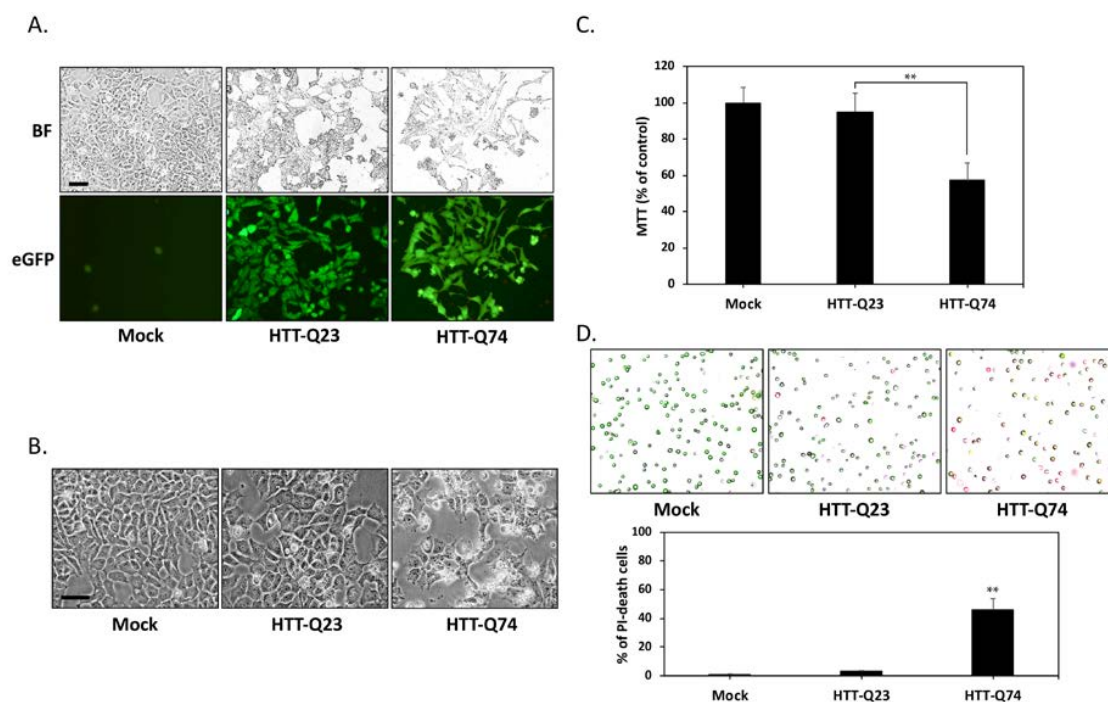 A.
BF
eGFP
Mock HTT-Q23 HTT-Q74
B.
Mock HTT-Q23 HTT-Q74
C.
MTT (% of control)
120
100
80
60
40
20
0
**
Mock HTT-Q23 HTT-Q74
D.
Mock HTT-Q23 HTT-Q74
% of PI-death cells
100
80
60
40
20
0
**
Mock HTT-Q23 HTT-Q74